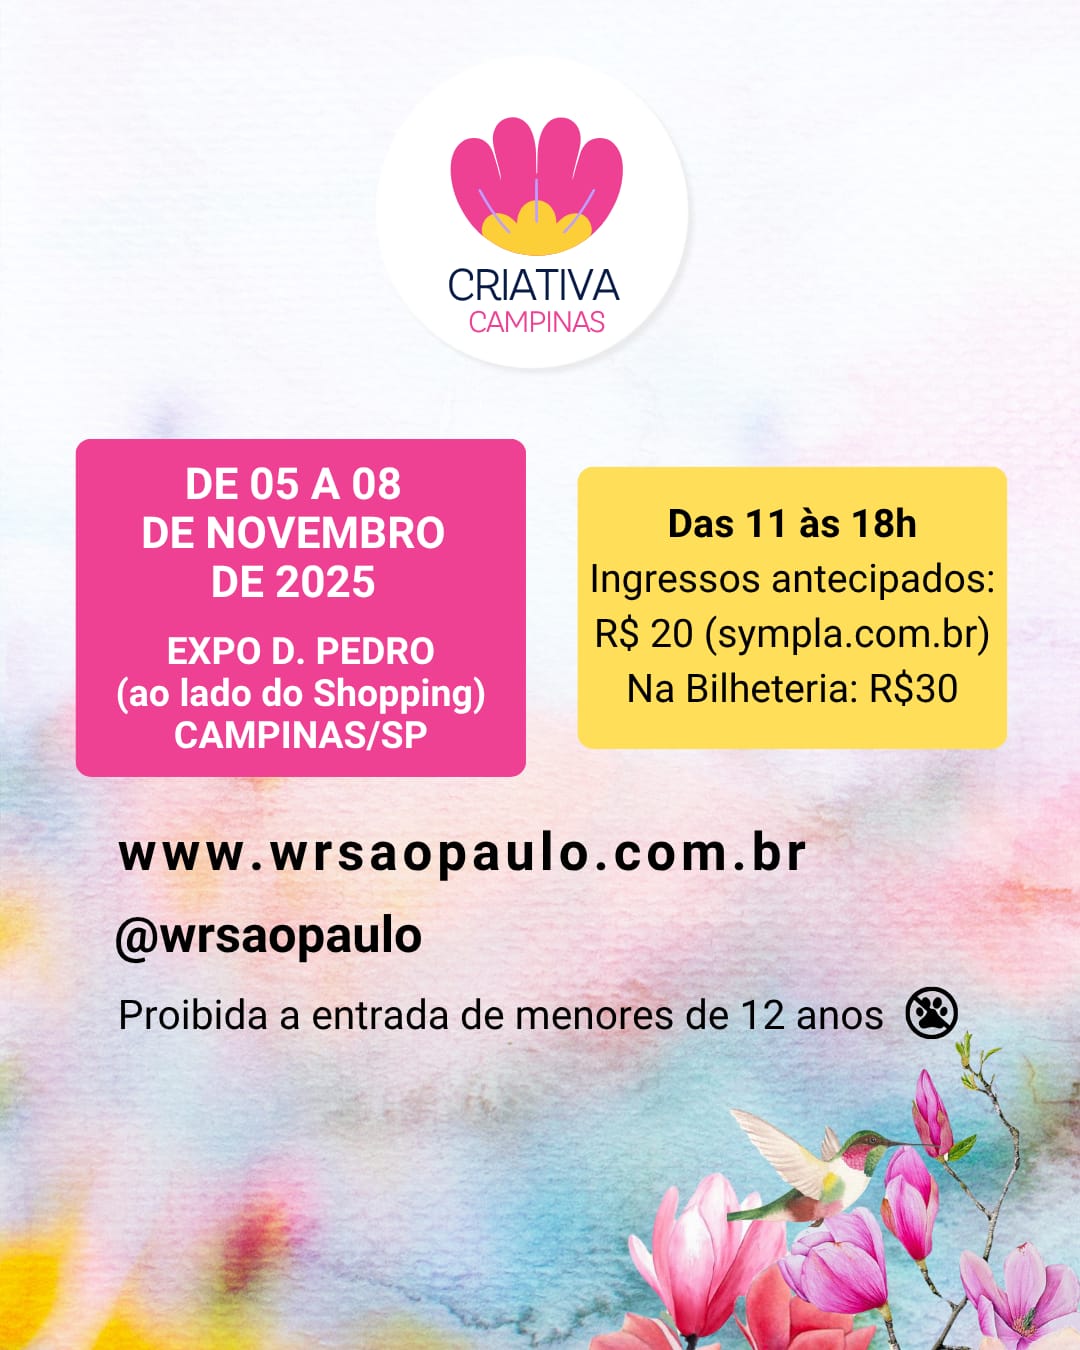 CRIATIVA
CAMPINAS
DE 05 A 08
DE NOVEMBRO
DE 2025
EXPO D. PEDRO
(ao lado do Shopping)
CAMPINAS/SP
Das 11 às 18h
Ingressos antecipados:
R$ 20 (sympla.com.br)
Na Bilheteria: R$30
www.wrsaopaulo.com.br
@wrsaopaulo
Proibida a entrada de menores de 12 anos